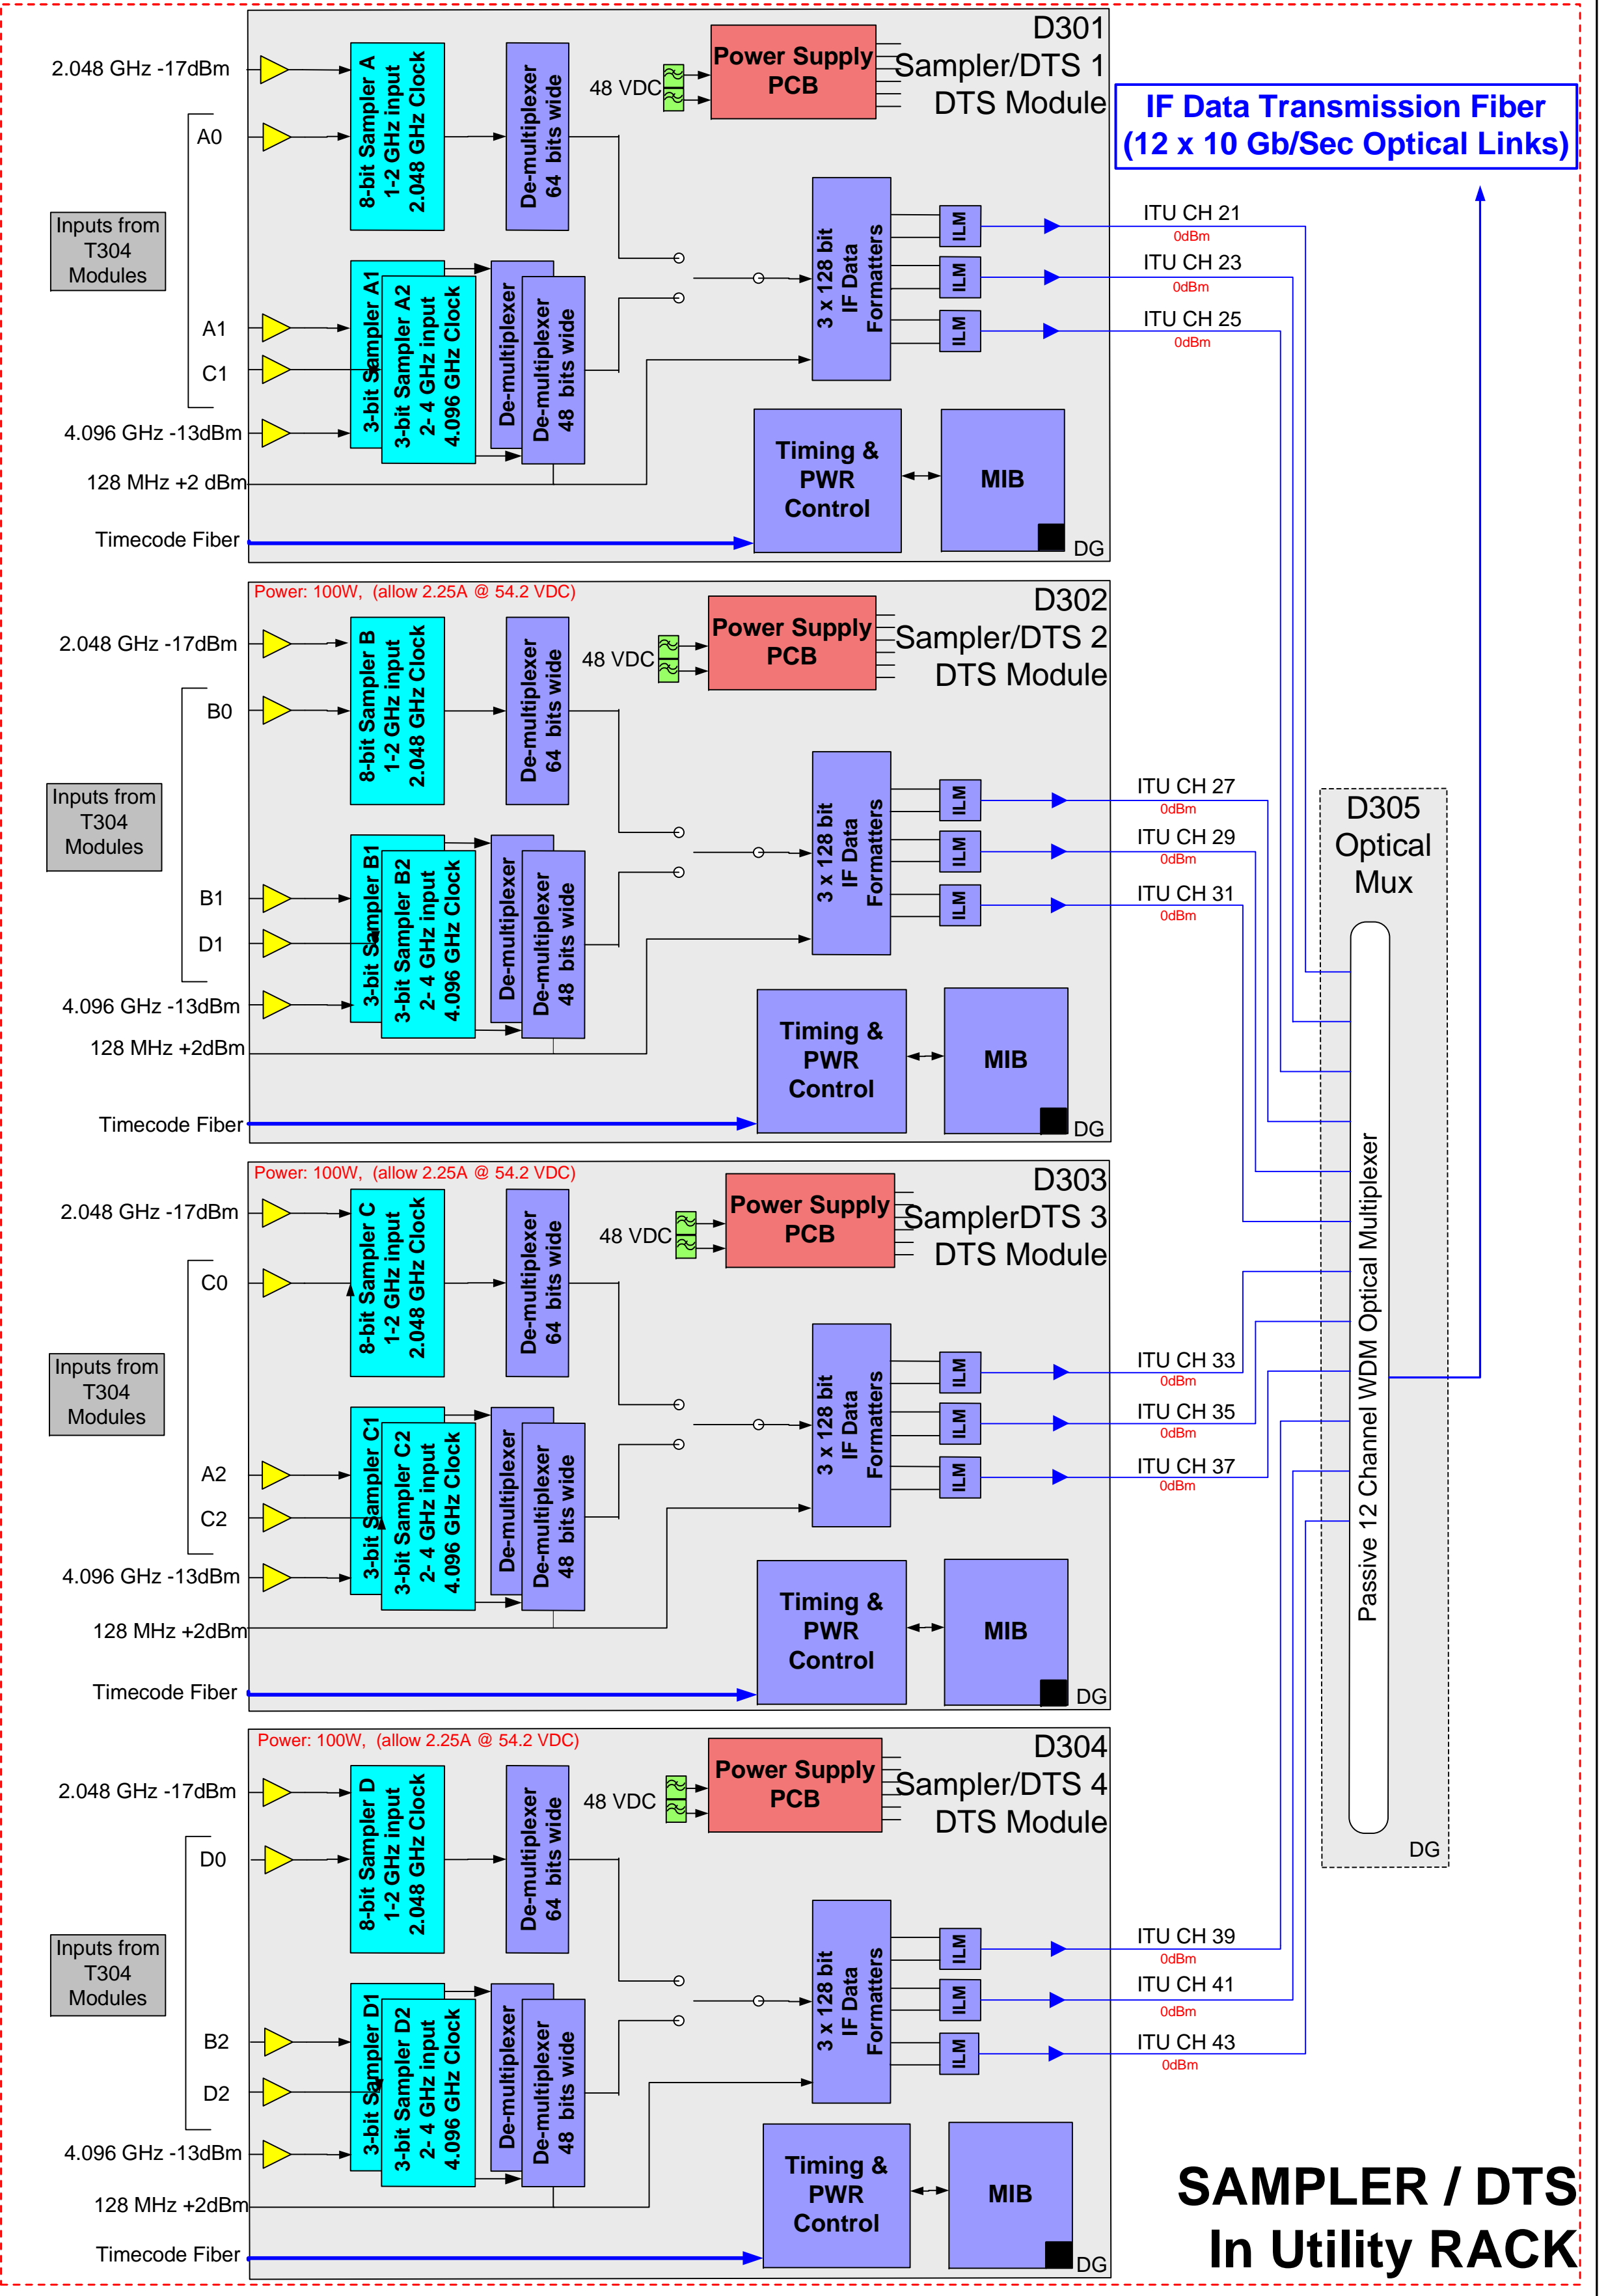 D301
Sampler/DTS 1
DTS Module
Power Supply
PCB
48 VDC
2.048 GHz -17dBm
A0
Inputs from
T304
Modules
A1
C1
4.096 GHz -13dBm
128 MHz +2 dBm
Timecode Fiber
8-bit Sampler A
1-2 GHz input
2.048 GHz Clock
De-multiplexer
64 bits wide
3-bit Sampler A1
3-bit Sampler A2
2- 4 GHz input
4.096 GHz Clock
De-multiplexer
De-multiplexer
48 bits wide
3 x 128 bit
IF Data
Formatters
ILM
ILM
ILM
Timing &
PWR
Control
MIB
DG
ITU CH 21
0dBm
ITU CH 23
0dBm
ITU CH 25
0dBm
IF Data Transmission Fiber
(12 x 10 Gb/Sec Optical Links)
Power: 100W, (allow 2.25A @ 54.2 VDC)
D302
Sampler/DTS 2
DTS Module
Power Supply
PCB
48 VDC
2.048 GHz -17dBm
B0
Inputs from
T304
Modules
B1
D1
4.096 GHz -13dBm
128 MHz +2dBm
Timecode Fiber
8-bit Sampler B
1-2 GHz input
2.048 GHz Clock
De-multiplexer
64 bits wide
3-bit Sampler B1
3-bit Sampler B2
2- 4 GHz input
4.096 GHz Clock
De-multiplexer
De-multiplexer
48 bits wide
3 x 128 bit
IF Data
Formatters
ILM
ILM
ILM
Timing &
PWR
Control
MIB
DG
ITU CH 27
0dBm
ITU CH 29
0dBm
ITU CH 31
0dBm
D305
Optical
Mux
Passive 12 Channel WDM Optical Multiplexer
DG
Power: 100W, (allow 2.25A @ 54.2 VDC)
D303
SamplerDTS 3
DTS Module
Power Supply
PCB
48 VDC
2.048 GHz -17dBm
C0
Inputs from
T304
Modules
A2
C2
4.096 GHz -13dBm
128 MHz +2dBm
Timecode Fiber
8-bit Sampler C
1-2 GHz input
2.048 GHz Clock
De-multiplexer
64 bits wide
3-bit Sampler C1
3-bit Sampler C2
2- 4 GHz input
4.096 GHz Clock
De-multiplexer
De-multiplexer
48 bits wide
3 x 128 bit
IF Data
Formatters
ILM
ILM
ILM
Timing &
PWR
Control
MIB
DG
ITU CH 33
0dBm
ITU CH 35
0dBm
ITU CH 37
0dBm
Power: 100W, (allow 2.25A @ 54.2 VDC)
D304
Sampler/DTS 4
DTS Module
Power Supply
PCB
48 VDC
2.048 GHz -17dBm
D0
Inputs from
T304
Modules
B2
D2
4.096 GHz -13dBm
128 MHz +2dBm
Timecode Fiber
8-bit Sampler D
1-2 GHz input
2.048 GHz Clock
De-multiplexer
64 bits wide
3-bit Sampler D1
3-bit Sampler D2
2- 4 GHz input
4.096 GHz Clock
De-multiplexer
De-multiplexer
48 bits wide
3 x 128 bit
IF Data
Formatters
ILM
ILM
ILM
Timing &
PWR
Control
MIB
DG
ITU CH 39
0dBm
ITU CH 41
0dBm
ITU CH 43
0dBm
SAMPLER / DTS
In Utility RACK